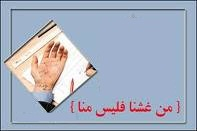 { من غشنا فليس منا }